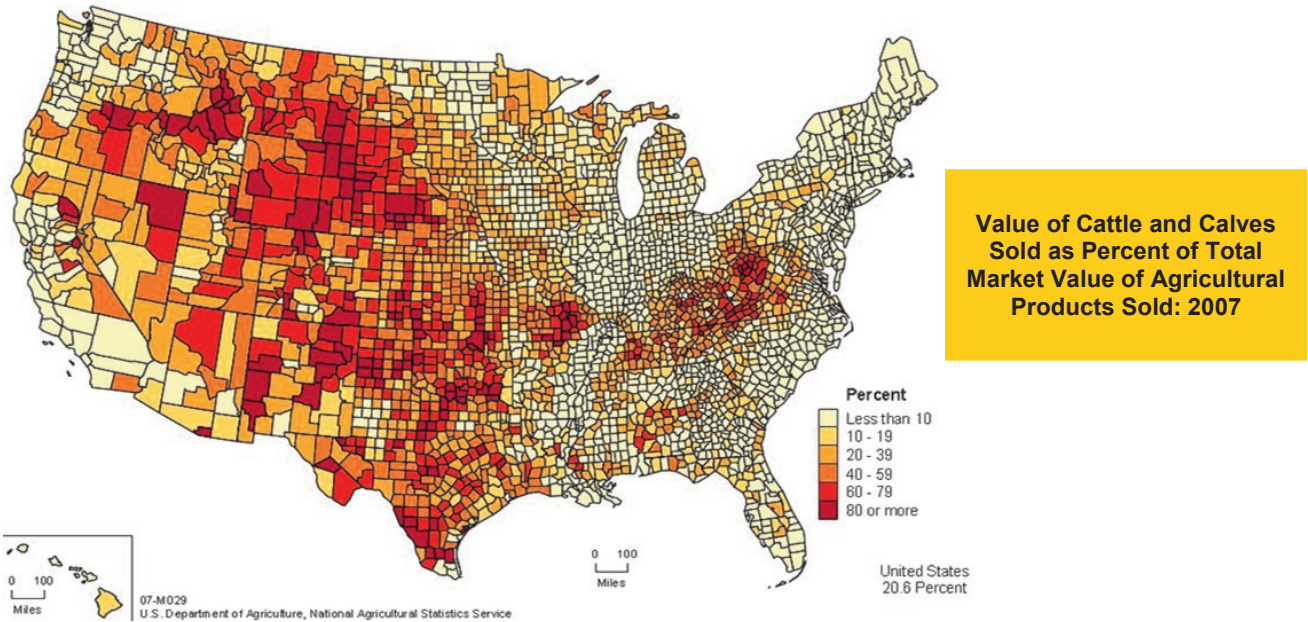 Value of Cattle and Calves
Sold as Percent of Total
Market Value of Agricultural
Products Sold: 2007
Percent
Less than 10
10 - 19
20 - 39
40 - 59
60 - 79
80 or more
0 100
Miles
United States
20.6 Percent
0 100
Miles
07-M029
U.S. Department of Agriculture, National Agricultural Statistics Service